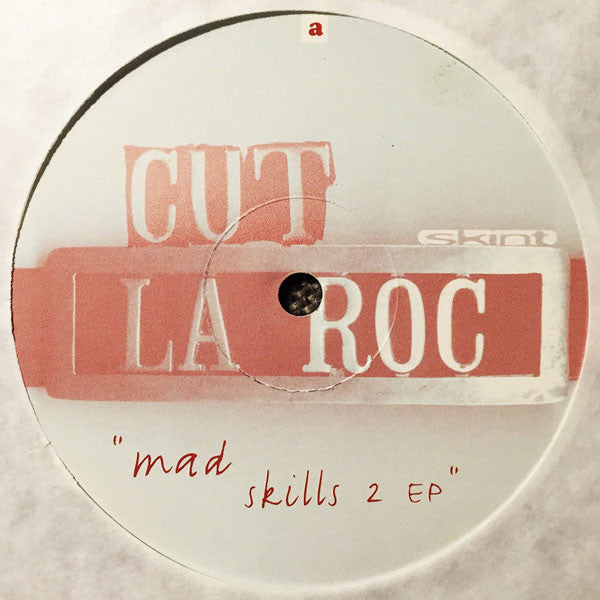 a
CUT
skint
LA ROC
"mad
skills 2 EP"